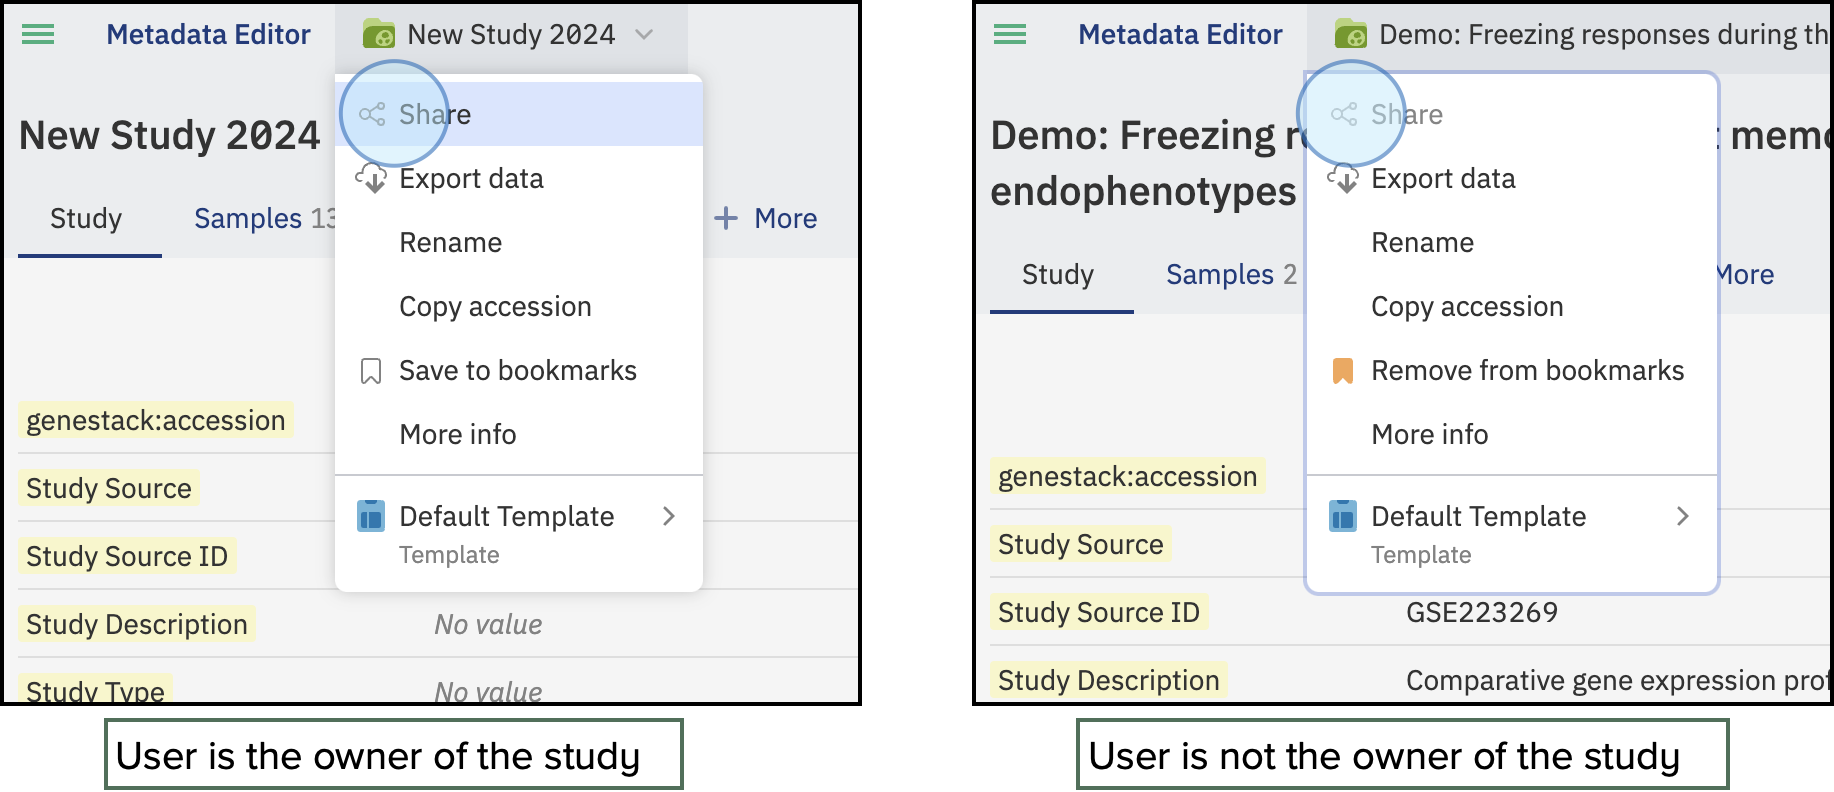 Metadata Editor
New Study 2024
New Study 2024
Share
Export data
Study
Samples 13
More
Rename
Copy accession
Save to bookmarks
genestack:accession
More info
Study Source
Default Template
Template
Study Source ID
Study Description
No value
Study Type
No value
User is the owner of the study
Metadata Editor
Demo: Freezing responses during th
Share
Demo: Freezing r
memo
endophenotypes
Export data
Rename
Study
Samples 2
More
Copy accession
Remove from bookmarks
More info
genestack:accession
Default Template
Template
Study Source
Study Source ID
GSE223269
Study Description
Comparative gene expression prof
User is not the owner of the study